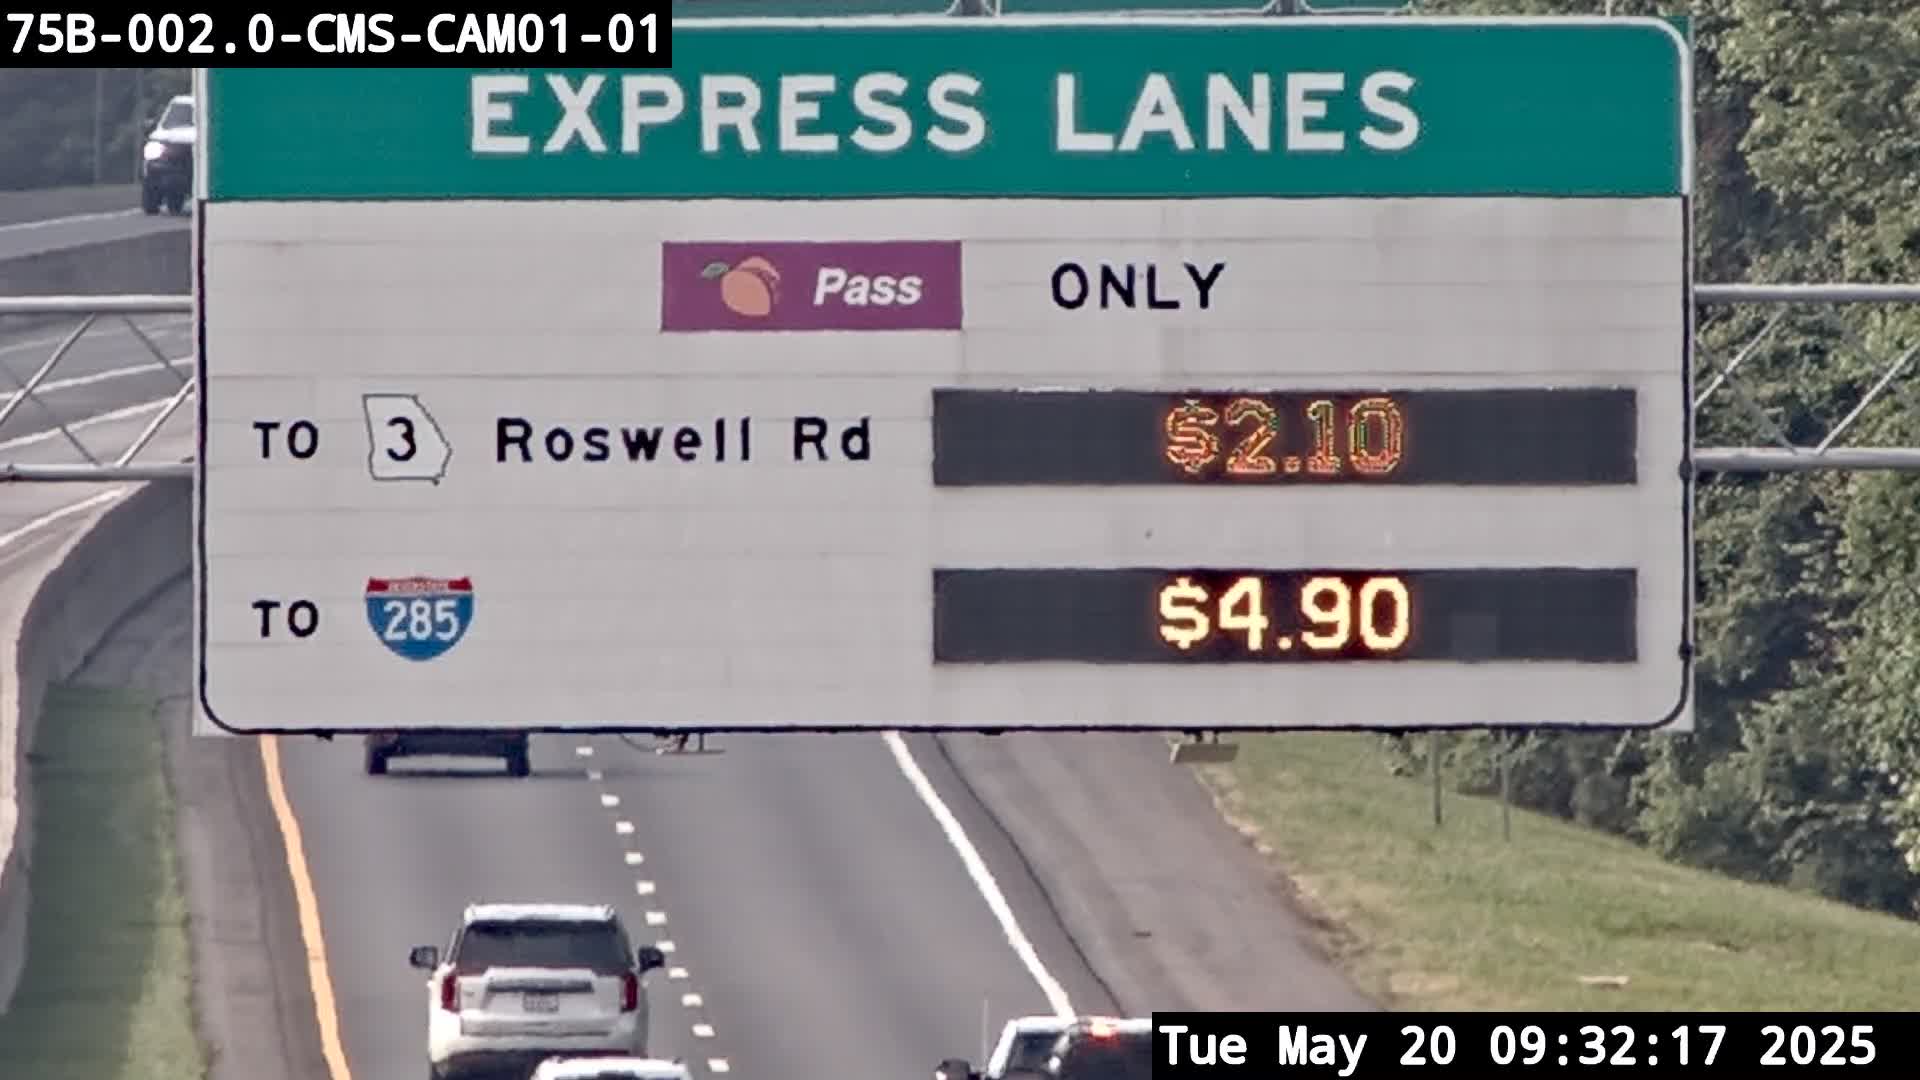 75B-002.0-CMS-CAM01-01
EXPRESS LANES
Pass ONLY
TO 3 Roswell Rd $2.10
TO 285 $4.90
Tue May 20 09:32:17 2025